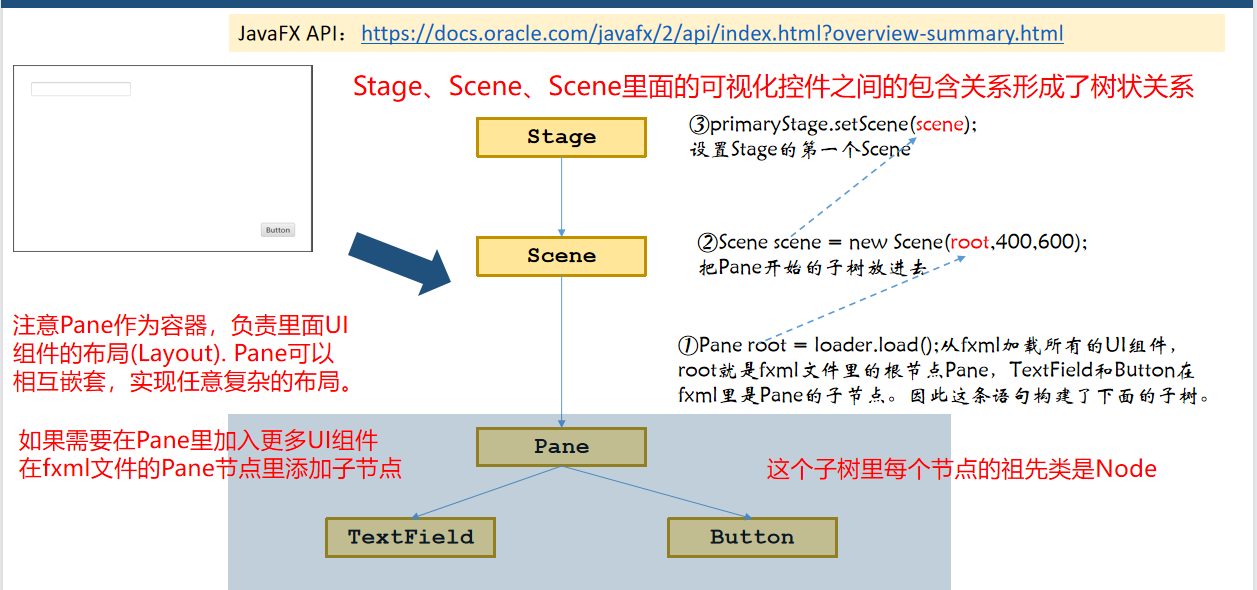 JavaFX API：https://docs.oracle.com/javafx/2/api/index.html?overview-summary.html
Stage、Scene、Scene里面的可视化控件之间的包含关系形成了树状关系
Button
Stage
③primaryStage.setScene(scene);
设置Stage的第一个Scene
Scene
②Scene scene = new Scene(root,400,600);
把Pane开始的子树放进去
注意Pane作为容器，负责里面UI
组件的布局(Layout). Pane可以
相互嵌套，实现任意复杂的布局。
①Pane root = loader.load();从fxml加载所有的UI组件，
root就是fxml文件里的根节点Pane，TextField和Button在
fxml里是Pane的子节点。因此这条语句构建了下面的子树。
如果需要在Pane里加入更多UI组件
在fxml文件的Pane节点里添加子节点
Pane
这个子树里每个节点的祖先类是Node
TextField
Button